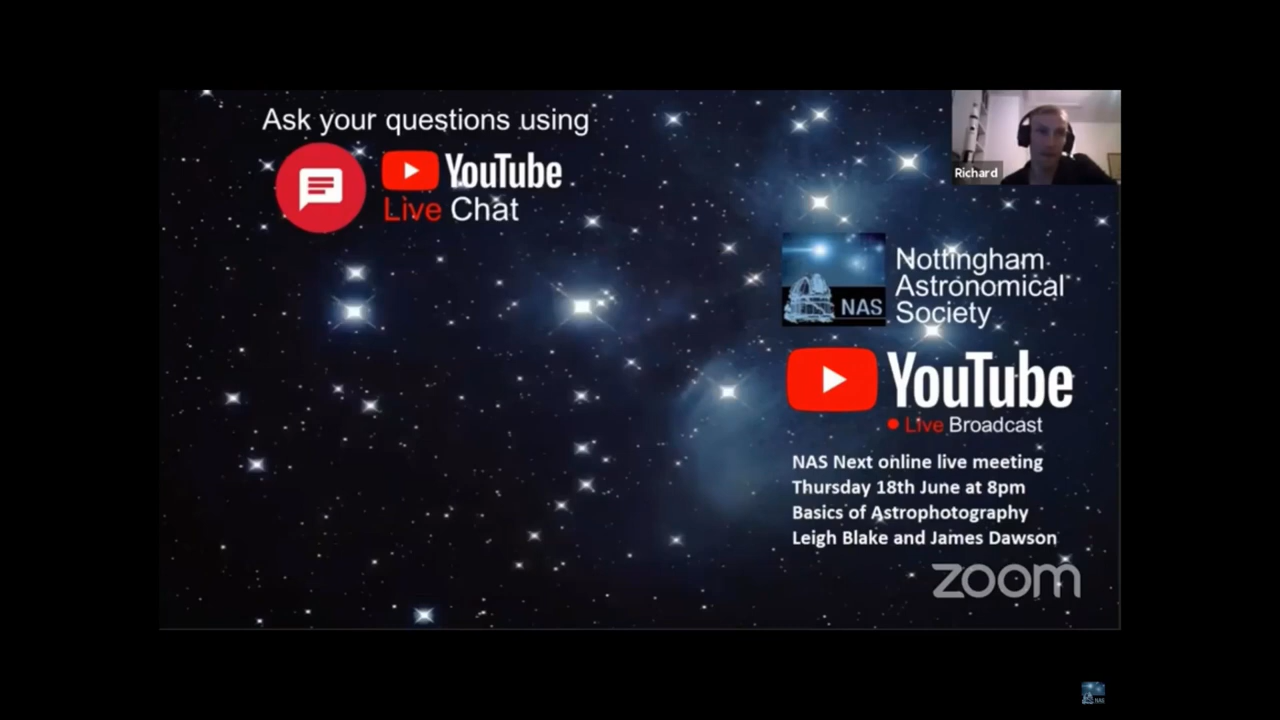 Ask your questions using
YouTube
Live Chat
Richard
NAS
Nottingham
Astronomical
Society
YouTube
Live Broadcast
NAS Next online live meeting
Thursday 18th June at 8pm
Basics of Astrophotography
Leigh Blake and James Dawson
zoom
NAS